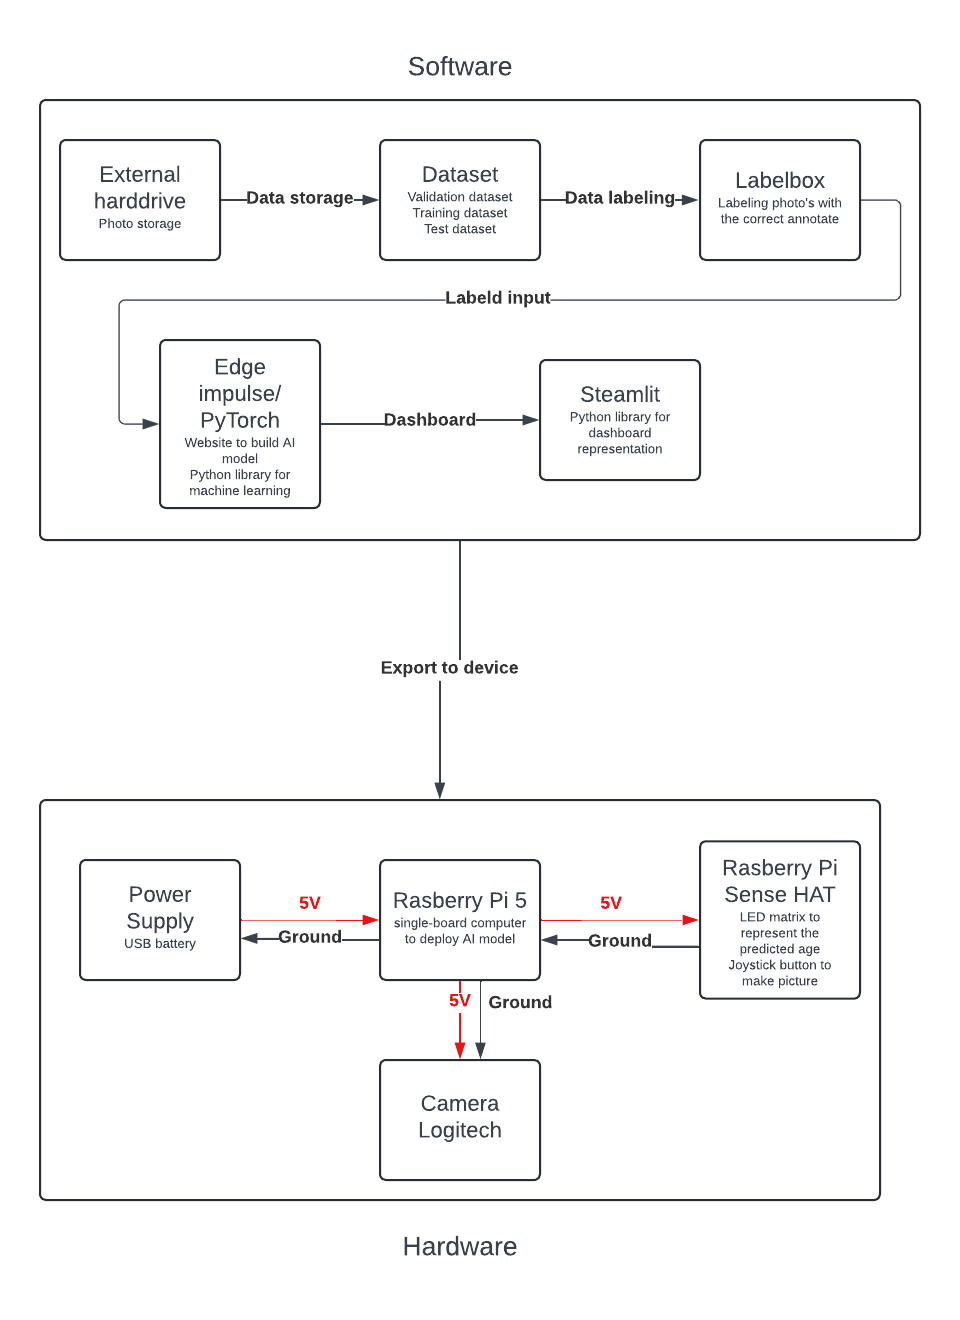 Software
External
harddrive
Photo storage
Data storage
Dataset
Validation dataset
Training dataset
Test dataset
Data labeling
Labelbox
Labeling photo's with
the correct annotate
Labeld input
Edge
impulse/
PyTorch
Website to build AI
model
Python library for
machine learning
Dashboard
Steamlit
Python library for
dashboard
representation
Export to device
Power
Supply
USB battery
5V
Ground
Rasberry Pi 5
single-board computer
to deploy AI model
5V
Ground
Rasberry Pi
Sense HAT
LED matrix to
represent the
predicted age
Joystick button to
make picture
5V
Ground
Camera
Logitech
Hardware